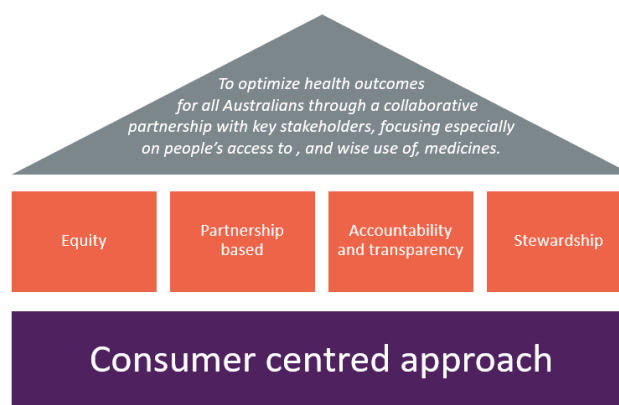 To optimize health outcomes
for all Australians through a collaborative
partnership with key stakeholders, focusing especially
on people’s access to , and wise use of, medicines.
Equity
Partnership
based
Accountability
and transparency
Stewardship
Consumer centred approach